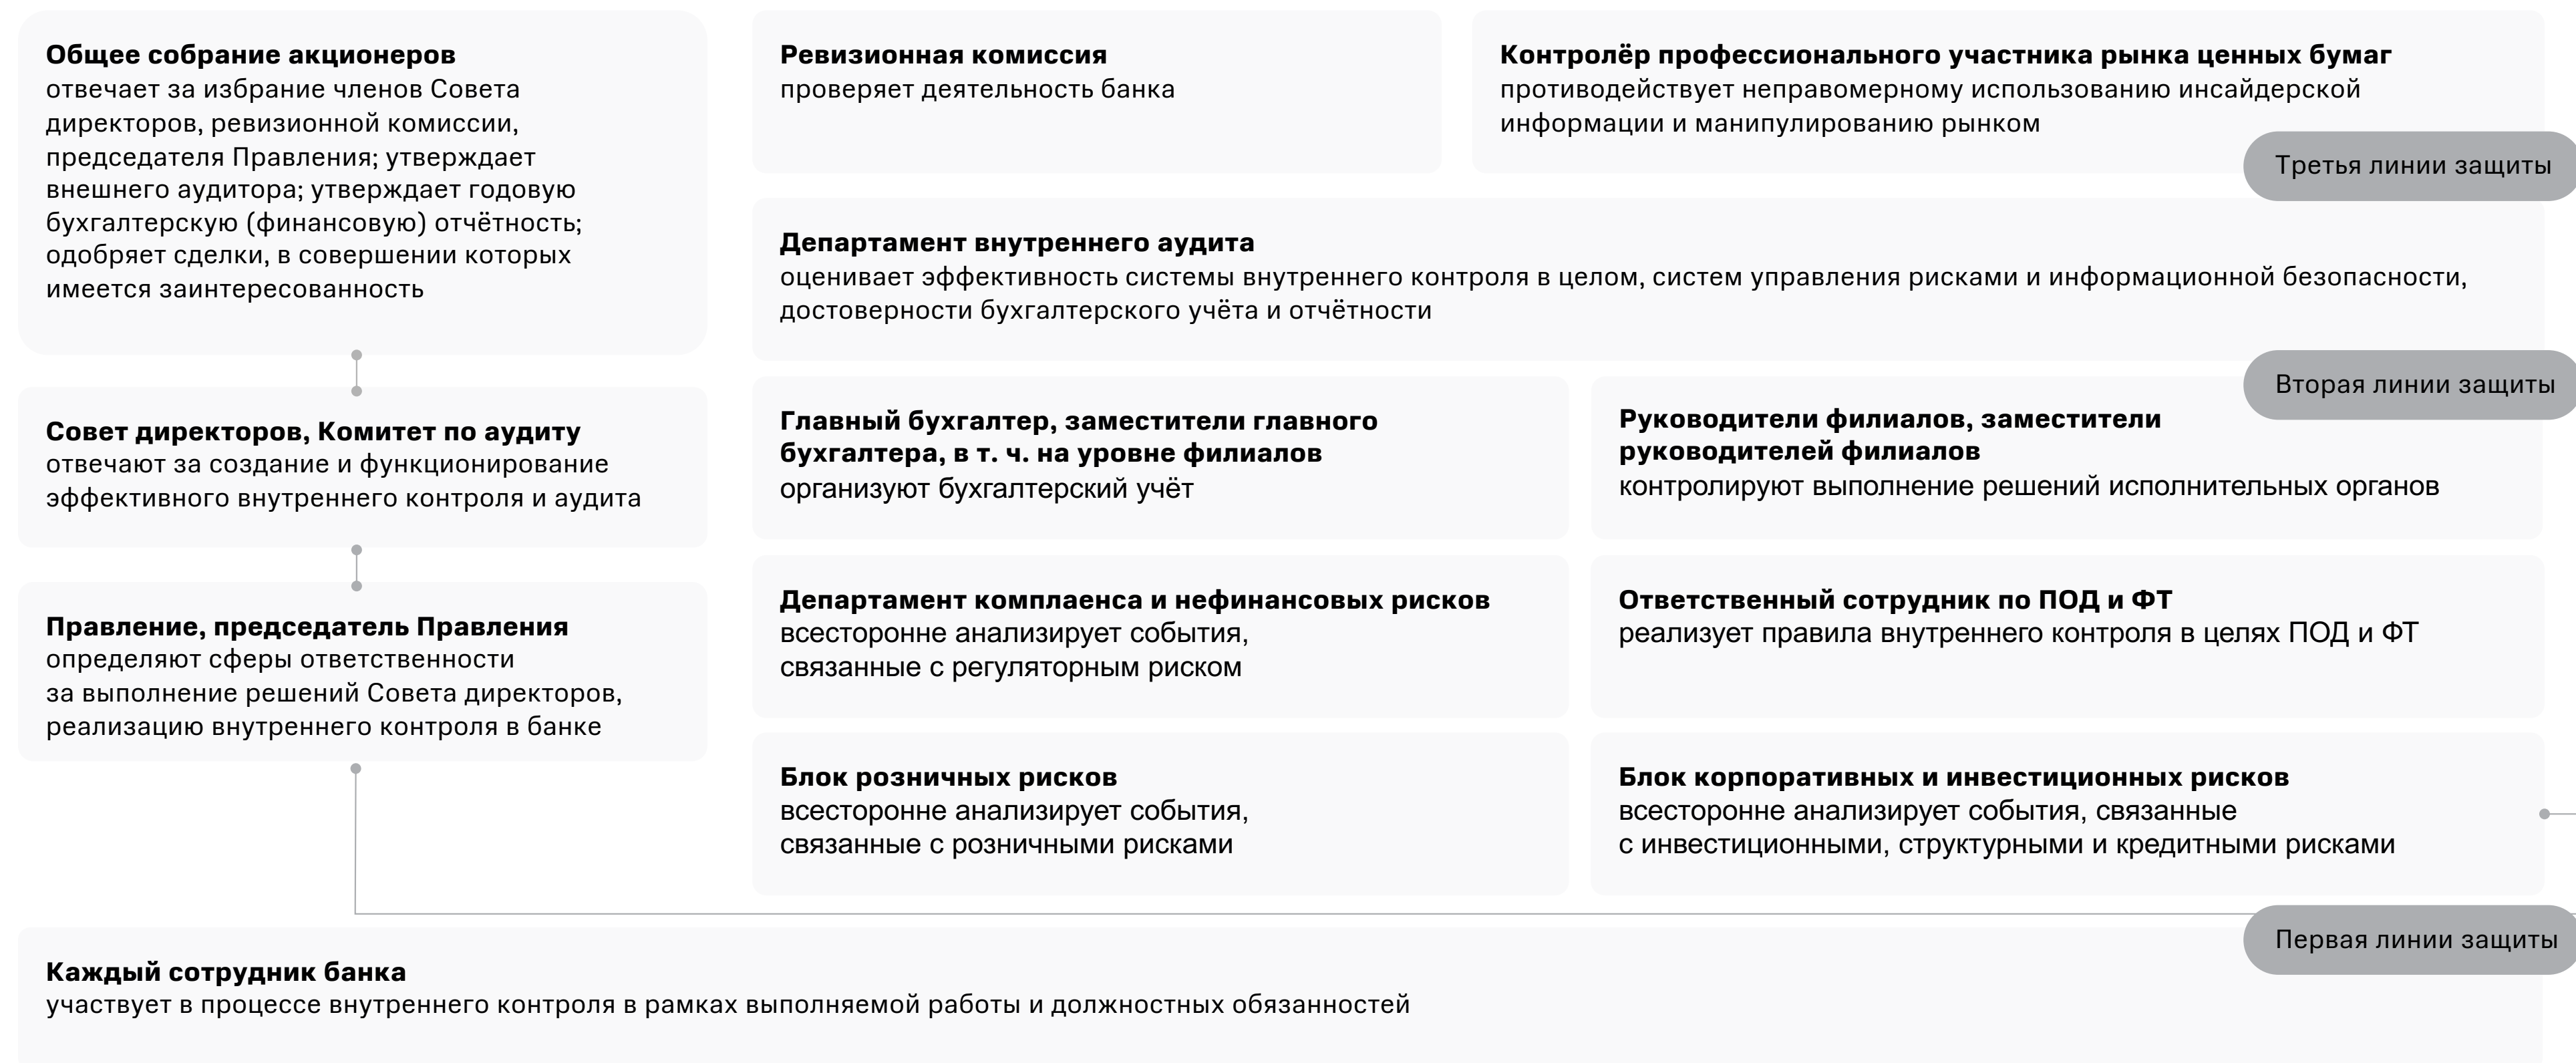 Общее собрание акционеров
отвечает за избрание членов Совета
директоров, ревизионной комиссии,
председателя Правления; утверждает
внешнего аудитора; утверждает годовую
бухгалтерскую (финансовую) отчётность;
одобряет сделки, в совершении которых
имеется заинтересованность
Совет директоров, Комитет по аудиту
отвечают за создание и функционирование
эффективного внутреннего контроля и аудита
Правление, председатель Правления
определяют сферы ответственности
за выполнение решений Совета директоров,
реализацию внутреннего контроля в банке
Ревизионная комиссия
проверяет деятельность банка
Контролёр профессионального участника рынка ценных бумаг
противодействует неправомерному использованию инсайдерской
информации и манипулированию рынком
Третья линии защиты
Департамент внутреннего аудита
оценивает эффективность системы внутреннего контроля в целом, систем управления рисками и информационной безопасности,
достоверности бухгалтерского учёта и отчётности
Вторая линии защиты
Главный бухгалтер, заместители главного
бухгалтера, в т. ч. на уровне филиалов
организуют бухгалтерский учёт
Руководители филиалов, заместители
руководителей филиалов
контролируют выполнение решений исполнительных органов
Департамент комплаенса и нефинансовых рисков
всесторонне анализирует события,
связанные с регуляторным риском
Ответственный сотрудник по ПОД и ФТ
реализует правила внутреннего контроля в целях ПОД и ФТ
Блок розничных рисков
всесторонне анализирует события,
связанные с розничными рисками
Блок корпоративных и инвестиционных рисков
всесторонне анализирует события, связанные
с инвестиционными, структурными и кредитными рисками
Первая линии защиты
Каждый сотрудник банка
участвует в процессе внутреннего контроля в рамках выполняемой работы и должностных обязанностей